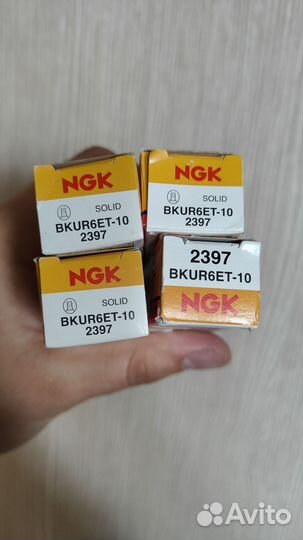 NGK
SOLID
BKUR6ET-10
2397
NGK
SOLID
BKUR6ET-10
2397
NGK
SOLID
BKUR6ET-10
2397
2397
BKUR6ET-10
NGK
Avito